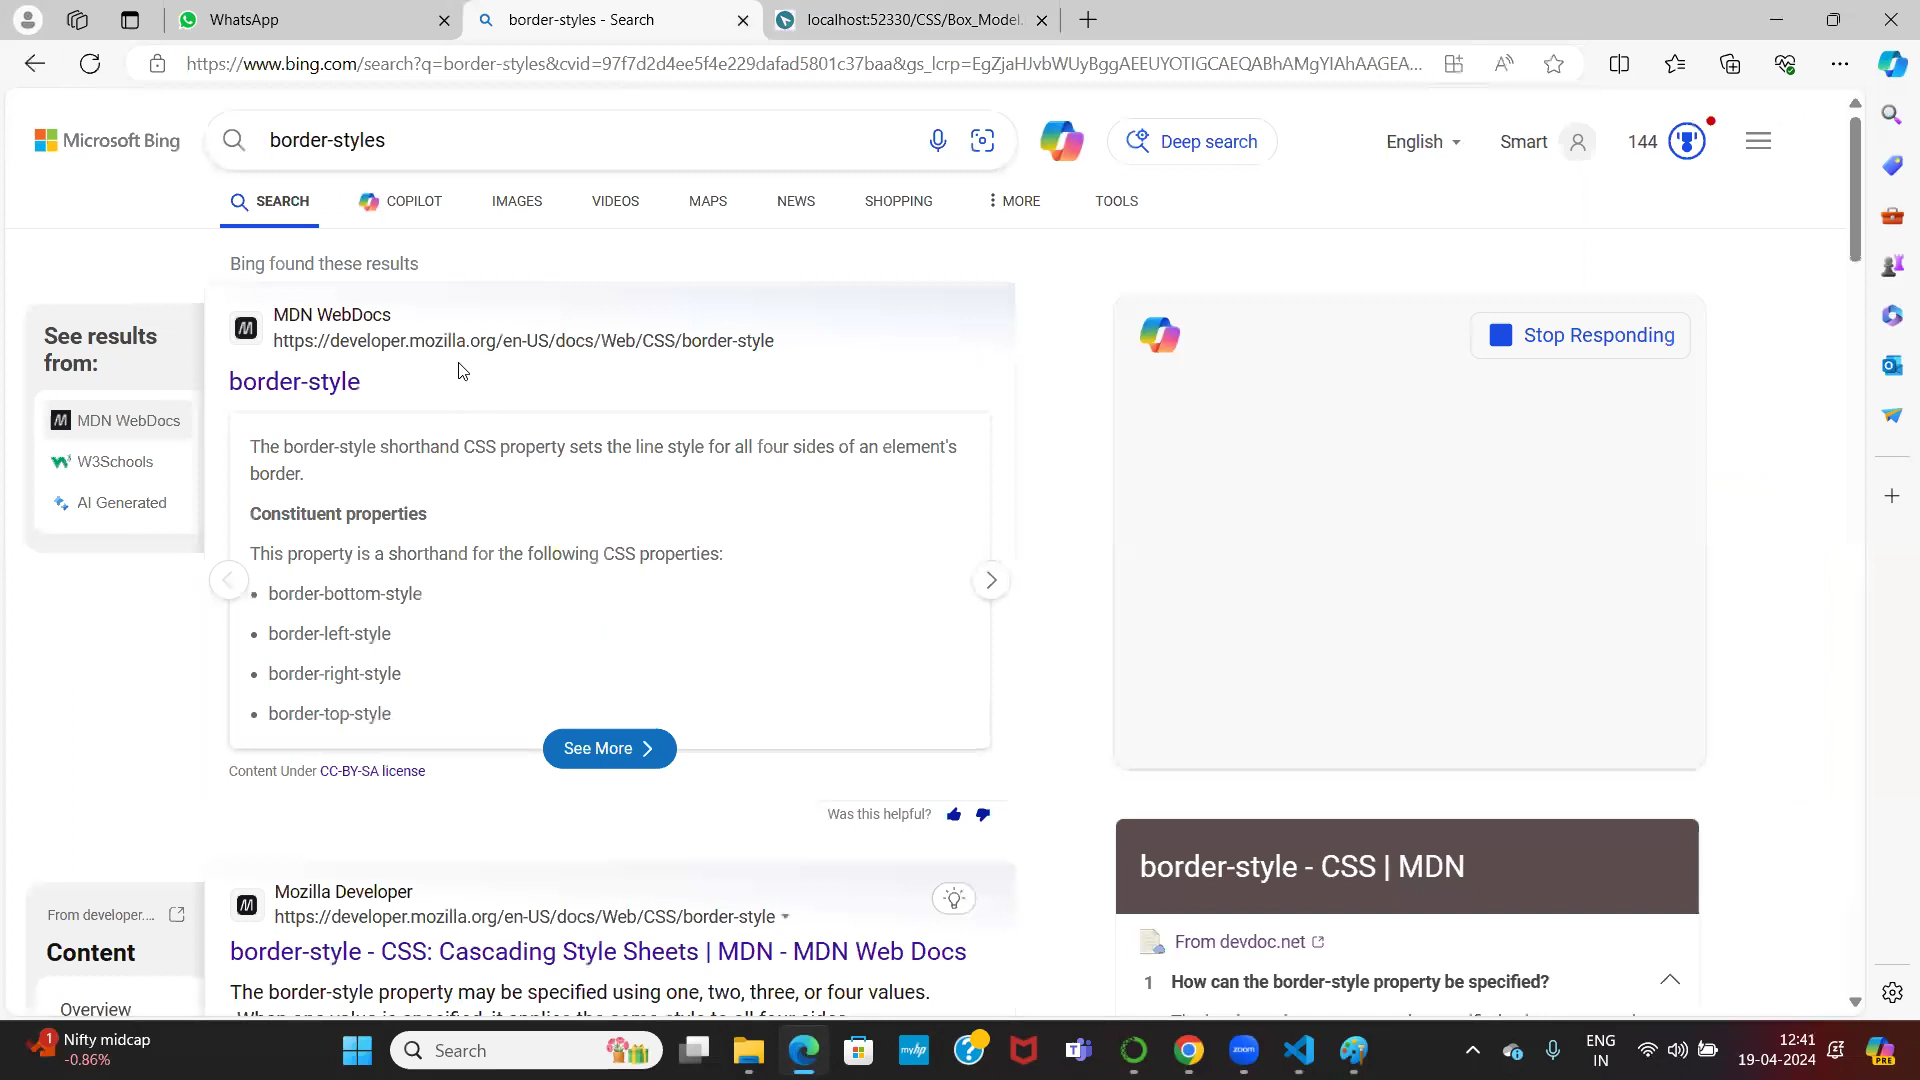 WhatsApp
border-styles - Search
localhost:52330/CSS/Box_Model.
https://www.bing.com/search?q=border-styles&cvid=97f7d2d4ee5f4e229dafad5801c37baa&gs_lcrp=EgZjaHJvbWUyBggAEEUYOTIGCAEQABhAMgYIAhAAGEA...
Microsoft Bing
border-styles
Deep search
English
Smart
144
SEARCH
COPILOT
IMAGES
VIDEOS
MAPS
NEWS
SHOPPING
MORE
TOOLS
Bing found these results
See results
from:
MDN WebDocs
W3Schools
AI Generated
MDN WebDocs
https://developer.mozilla.org/en-US/docs/Web/CSS/border-style
border-style
The border-style shorthand CSS property sets the line style for all four sides of an element's
border.
Constituent properties
This property is a shorthand for the following CSS properties:
• border-bottom-style
• border-left-style
• border-right-style
• border-top-style
See More
Content Under CC-BY-SA license
Was this helpful?
Stop Responding
From developer....
Content
Overview
Mozilla Developer
https://developer.mozilla.org/en-US/docs/Web/CSS/border-style
border-style - CSS: Cascading Style Sheets | MDN - MDN Web Docs
The border-style property may be specified using one, two, three, or four values.
border-style - CSS | MDN
From devdoc.net
1 How can the border-style property be specified?
1
Nifty midcap
-0.86%
Search
myhp
zoom
ENG
IN
12:41
19-04-2024
PRE